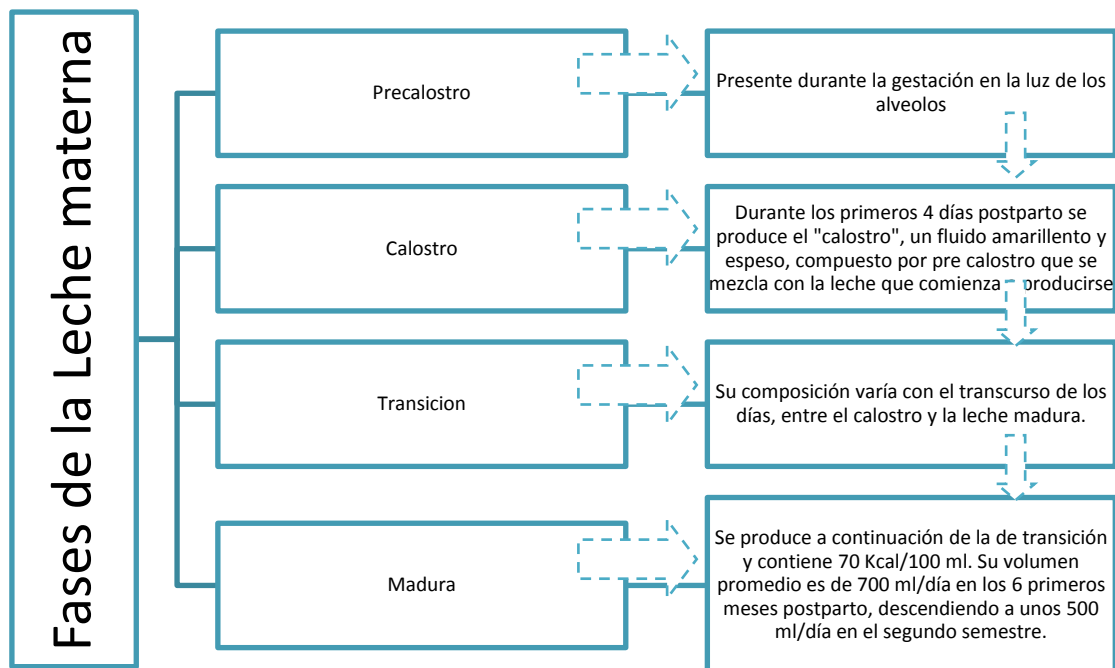 Fases de la Leche materna
Precalostro
Presente durante la gestación en la luz de los
alveolos
Calostro
Durante los primeros 4 días postparto se
produce el "calostro", un fluido amarillento y
espeso, compuesto por pre calostro que se
mezcla con la leche que comienza producirse
Transicion
Su composición varía con el transcurso de los
días, entre el calostro y la leche madura.
Madura
Se produce a continuación de la de transición
y contiene 70 Kcal/100 ml. Su volumen
promedio es de 700 ml/día en los 6 primeros
meses postparto, descendiendo a unos 500
ml/día en el segundo semestre.